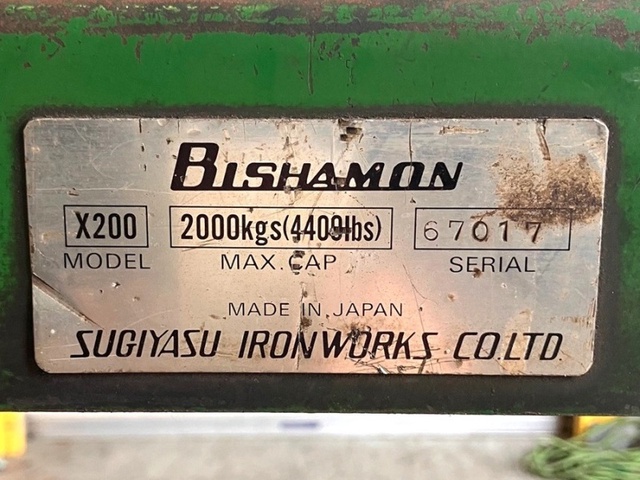 BISHAMON
X200 2000kgs(4400lbs) 67017
MODEL MAX.CAP SERIAL
MADE IN JAPAN
SUGIYASU IRONWORKS CO.LTD.